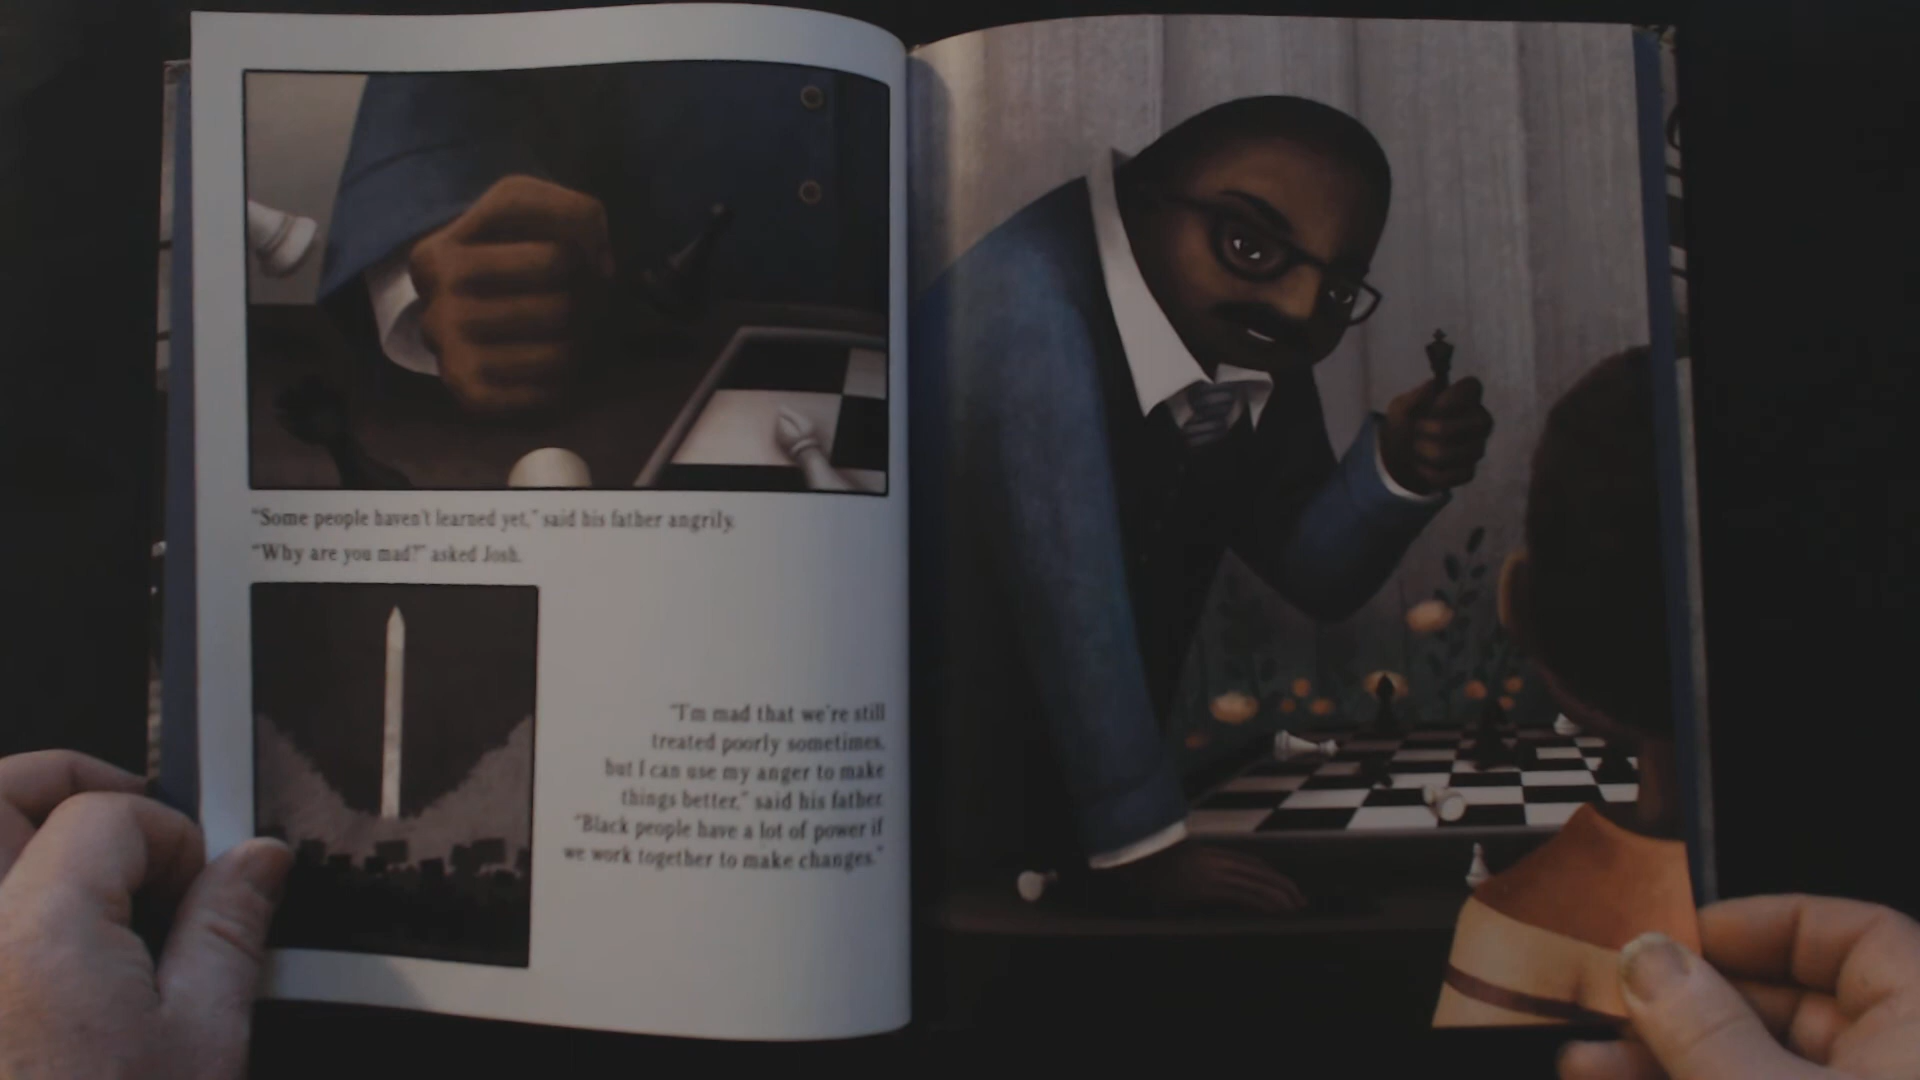 "Some people haven't learned yet," said his father angrily.
"Why are you mad?" asked Josh.
"I'm mad that we're still
treated poorly sometimes,
but I can use my anger to make
things better," said his father.
"Black people have a lot of power if
we work together to make changes."